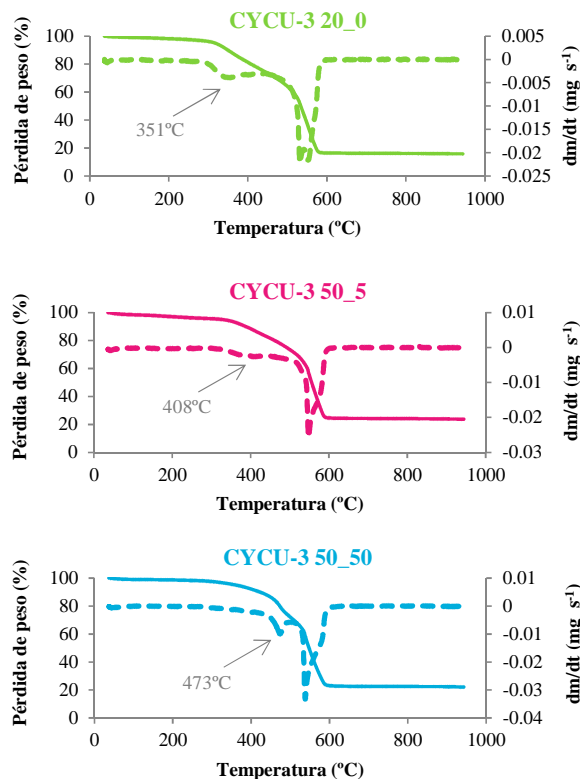 CYCU-3 20_0
Pérdida de peso (%)
100
80
60
40
20
0
0.005
0
-0.005
-0.01
-0.015
-0.02
-0.025
dm/dt (mg s⁻¹)
351ºC
0 200 400 600 800 1000
Temperatura (ºC)
CYCU-3 50_5
Pérdida de peso (%)
100
80
60
40
20
0
0.01
0
-0.01
-0.02
-0.03
dm/dt (mg s⁻¹)
408ºC
0 200 400 600 800 1000
Temperatura (ºC)
CYCU-3 50_50
Pérdida de peso (%)
100
80
60
40
20
0
0.01
0
-0.01
-0.02
-0.03
-0.04
dm/dt (mg s⁻¹)
473ºC
0 200 400 600 800 1000
Temperatura (ºC)